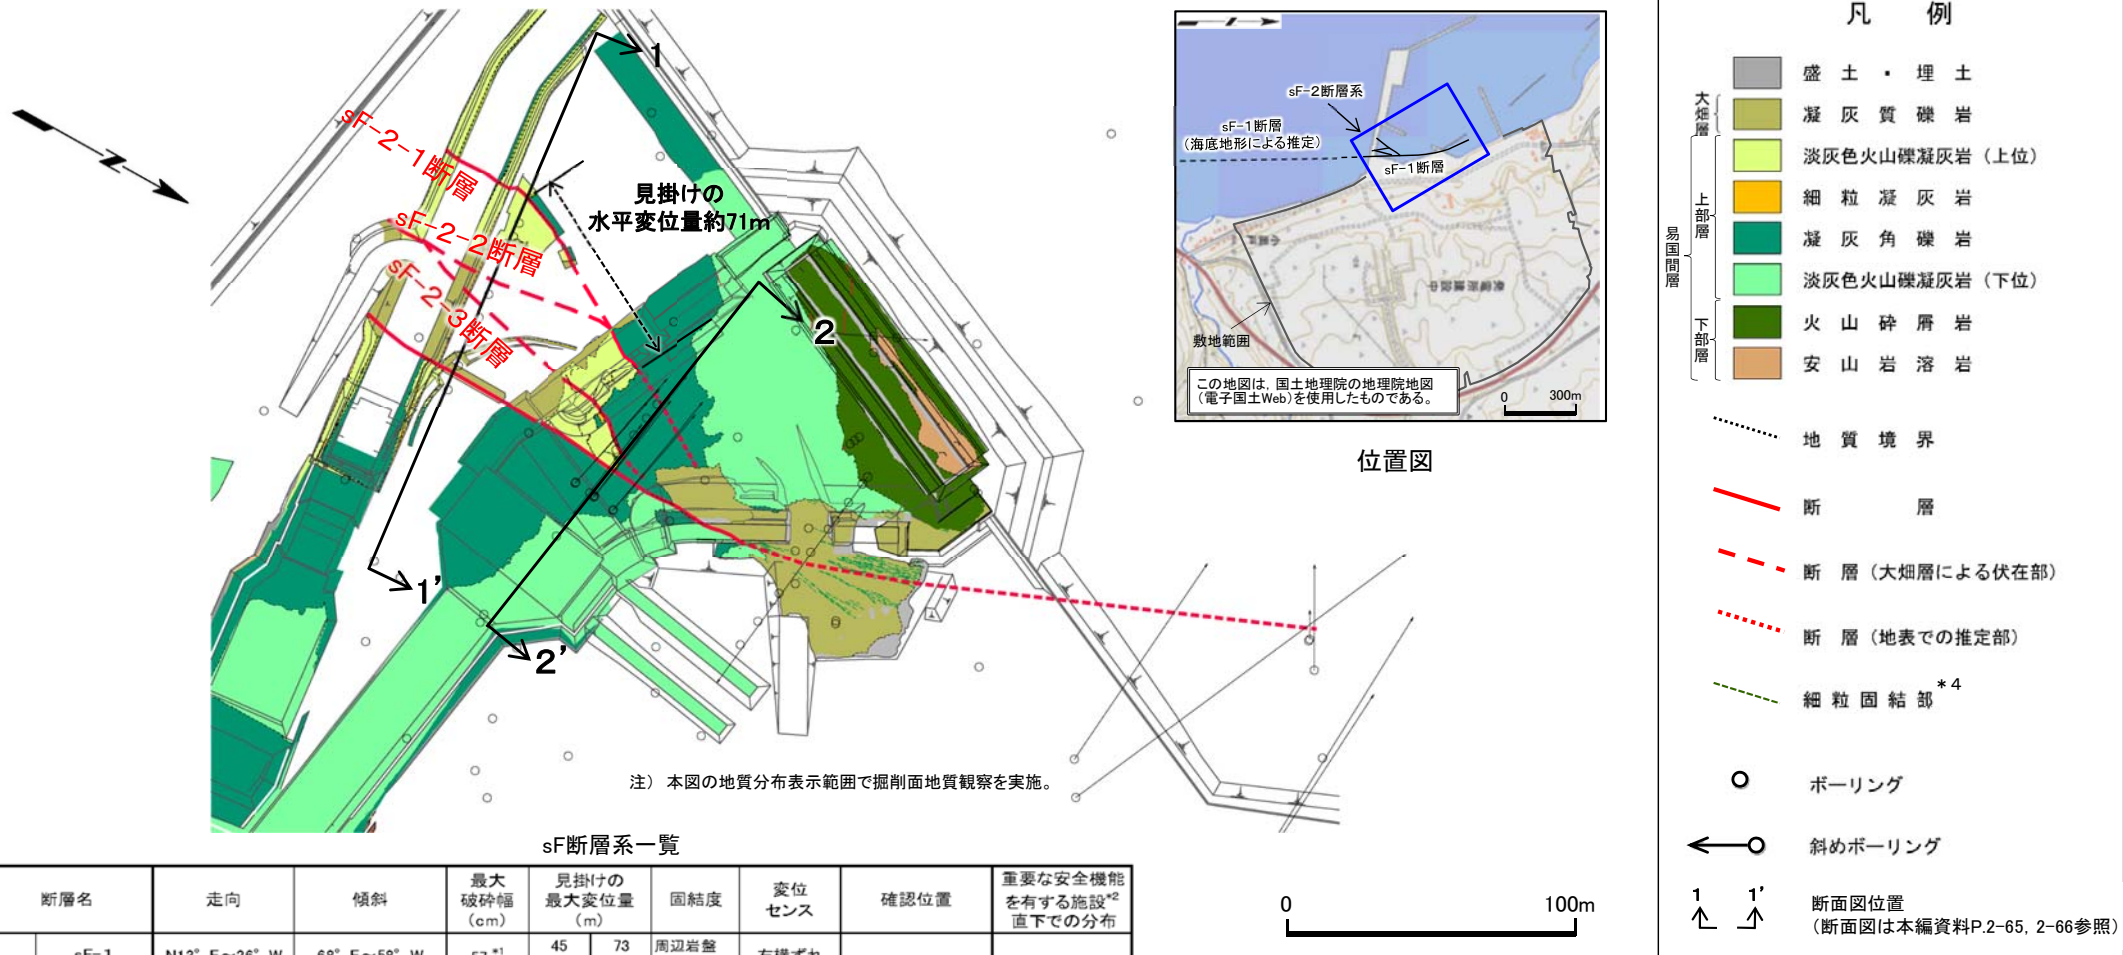 N
sF-2-1断層
sF-2-2断層
sF-2-3断層
見掛けの
水平変位量約71m
1
2
1'
2'
注） 本図の地質分布表示範囲で掘削面地質観察を実施。
sF-2断層系
sF-1断層
（海底地形による推定）
sF-1断層
敷地範囲
この地図は，国土地理院の地理院地図
（電子国土Web）を使用したものである。
0 300m
位置図
凡 例
盛土・埋土
大畑層
凝灰質礫岩
易国間層
上部層
淡灰色火山礫凝灰岩（上位）
細粒凝灰岩
凝灰角礫岩
淡灰色火山礫凝灰岩（下位）
下部層
火山砕屑岩
安山岩溶岩
地質境界
断 層
断 層（大畑層による伏在部）
断 層（地表での推定部）
細粒固結部＊4
ボーリング
斜めボーリング
1 1'
断面図位置
（断面図は本編資料P.2-65, 2-66参照）
0 100m
sF断層系一覧
断層名
走向
傾斜
最大
破砕幅
（cm）
見掛けの
最大変位量
（m）
固結度
変位
センス
確認位置
重要な安全機能
を有する施設*2
直下での分布
45 73
周辺岩盤